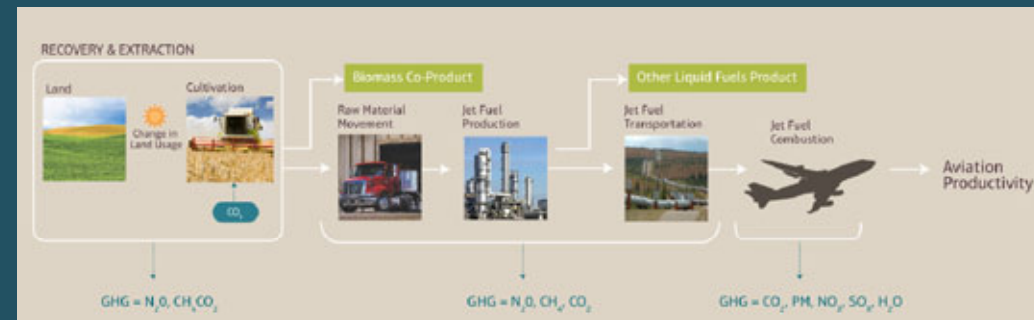 RECOVERY & EXTRACTION
Land
Change in
Land Usage
Cultivation
CO₂
Biomass Co-Product
Raw Material
Movement
Jet Fuel
Production
Other Liquid Fuels Product
Jet Fuel
Transportation
Jet Fuel
Combustion
Aviation
Productivity
GHG = N₂0, CH₄CO₂
GHG = N₂0, CH₄, CO₂
GHG = CO₂, PM, NOₓ, SOₓ, H₂O